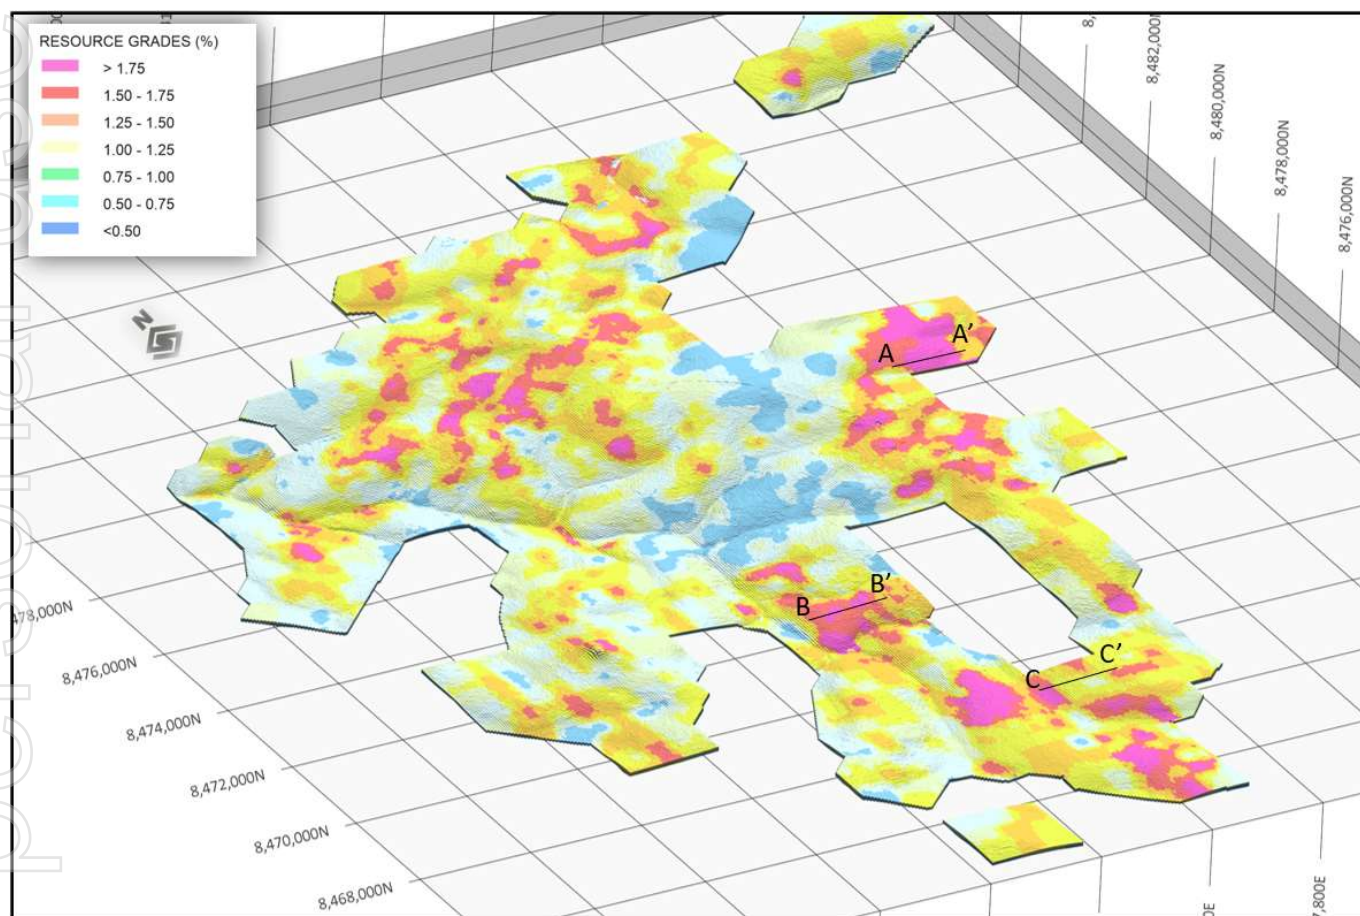 RESOURCE GRADES (%)
> 1.75
1.50 - 1.75
1.25 - 1.50
1.00 - 1.25
0.75 - 1.00
0.50 - 0.75
<0.50
8,482,000N
8,480,000N
8,478,000N
8,476,000N
N
A
A'
B
B'
C
C'
8,476,000N
8,474,000N
8,472,000N
8,470,000N
8,468,000N